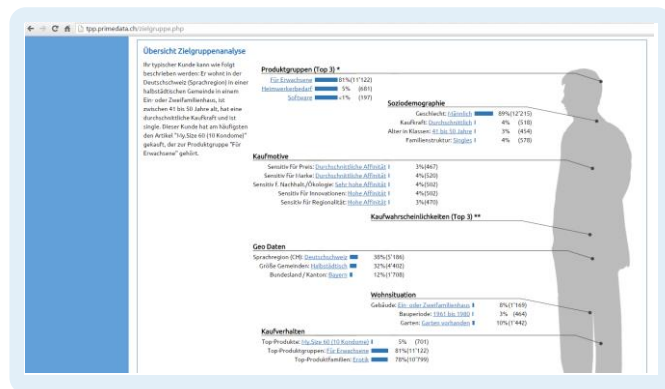 tpp.primedata.ch/zielgruppe.php
Übersicht Zielgruppenanalyse
Ihr typischer Kunde kann wie folgt
beschrieben werden: Er wohnt in der
Deutschschweiz (Sprachregion) in einer
halbstädtischen Gemeinde in einem
Ein- oder Zweifamilienhaus, ist
zwischen 41 bis 50 Jahre alt, hat eine
durchschnittliche Kaufkraft und ist
single. Dieser Kunde hat am häufigsten
den Artikel "My.Size 60 (10 Kondome)"
gekauft, der zur Produktgruppe "Für
Erwachsene" gehört.
Produktgruppen (Top 3) *
Für Erwachsene 81%(11'122)
Heimwerkerbedarf 5% (681)
Software <1% (197)
Soziodemographie
Geschlecht: Männlich 89%(12'215)
Kaufkraft: Durchschnitlich 4% (518)
Alter in Klassen: 41 bis 50 Jahre 3% (454)
Familienstruktur: Singles 4% (578)
Kaufmotive
Sensitiv für Preis: Durchschnittliche Affinität 3%(467)
Sensitiv für Marke: Durchschnittliche Affinität 4%(520)
Sensitiv f. Nachhalt./Ökologie: Sehr hohe Affinität 4%(502)
Sensitiv für Innovationen: Hohe Affinität 4%(502)
Sensitiv für Regionalität: Hohe Affinität 3%(470)
Kaufwahrscheinlichkeiten (Top 3) **
Geo Daten
Sprachregion (CH): Deutschschweiz 38%(5'186)
Größe Gemeinden: Halbstädtisch 32%(4'402)
Bundesland / Kanton: Bayern 12%(1'708)
Wohnsituation
Gebäude: Ein- oder Zweifamilienhaus 8%(1'169)
Bauperiode: 1961 bis 1980 3% (464)
Garten: Garten vorhanden 10%(1'442)
Kaufverhalten
Top-Produkte: My.Size 60 (10 Kondome) 5% (701)
Top-Produktgruppen: Für Erwachsene 81%(11'122)
Top-Produktfamilien: Erotik 78%(10'799)